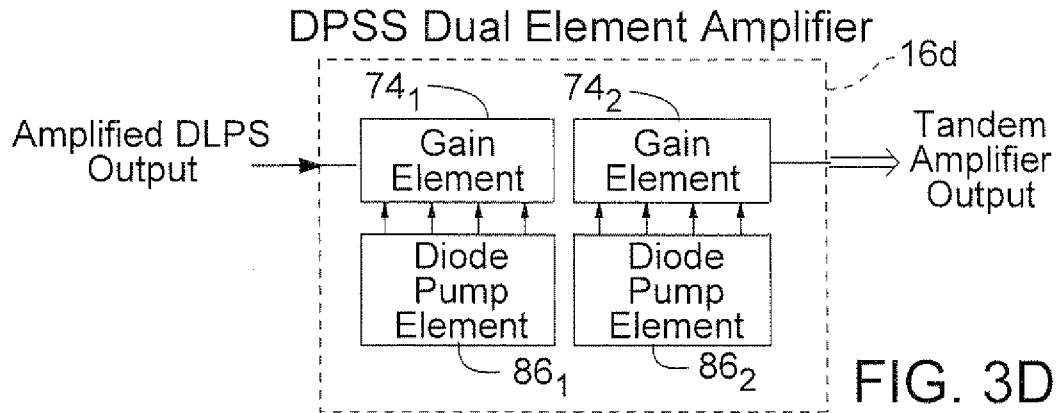 DPSS Dual Element Amplifier
16d
74₁
74₂
Amplified DLPS
Output
Gain
Element
Gain
Element
Tandem
Amplifier
Output
Diode
Pump
Element
Diode
Pump
Element
86₁
86₂
FIG. 3D